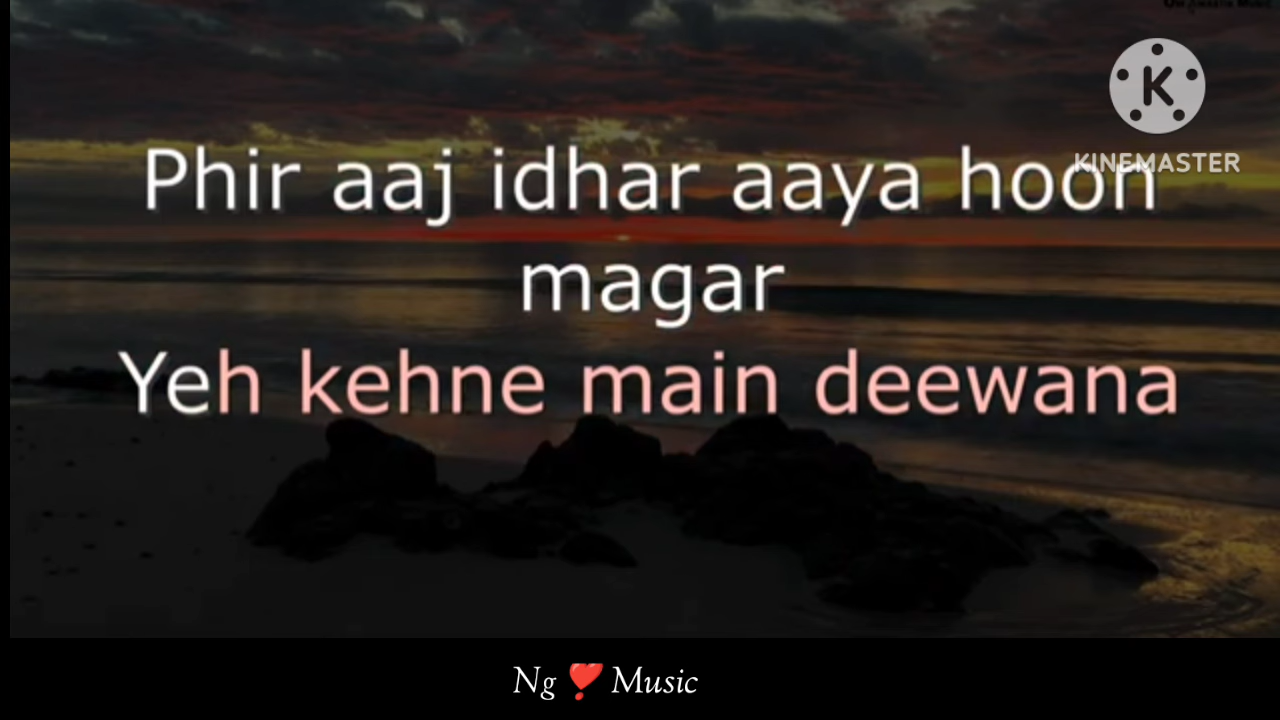 KINEMASTER
Phir aaj idhar aaya hoon
magar
Yeh kehne main deewana
Ng ❣️ Music